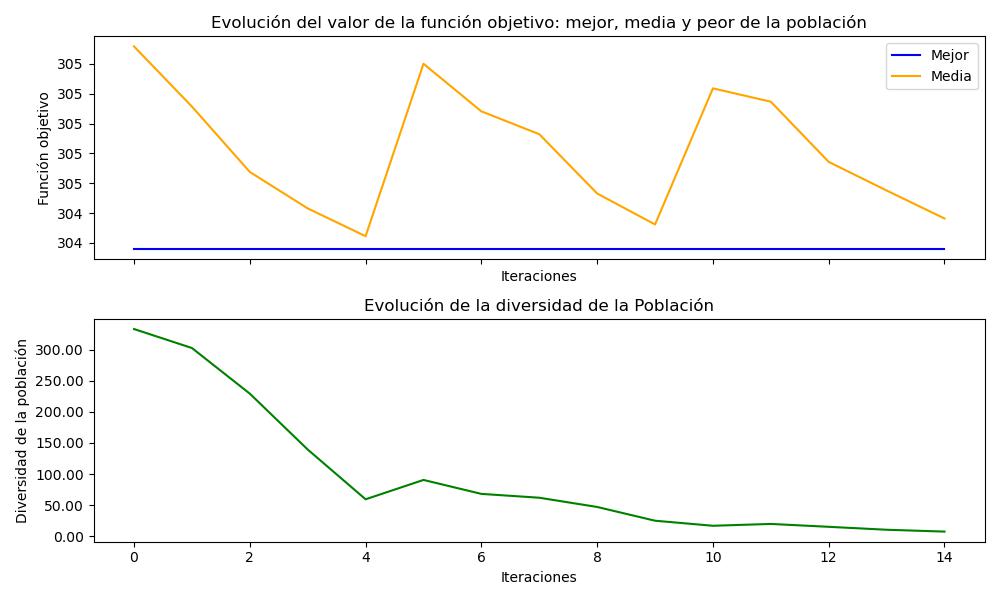 Evolución del valor de la función objetivo: mejor, media y peor de la población
Función objetivo
305
305
305
305
305
304
304
Mejor
Media
Iteraciones
Evolución de la diversidad de la Población
Diversidad de la población
300.00
250.00
200.00
150.00
100.00
50.00
0.00
0 2 4 6 8 10 12 14
Iteraciones